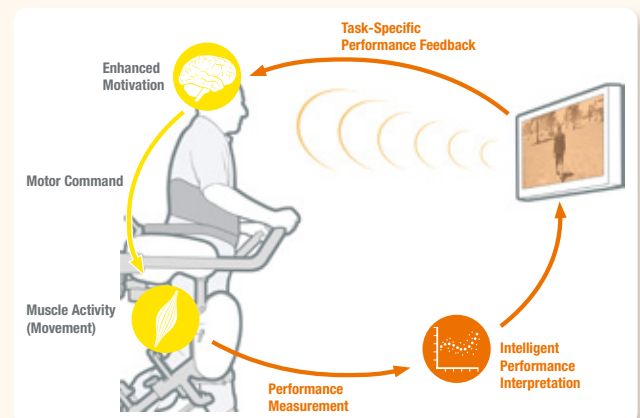 Task-Specific
Performance Feedback
Enhanced
Motivation
Motor Command
Muscle Activity
(Movement)
Performance
Measurement
Intelligent
Performance
Interpretation